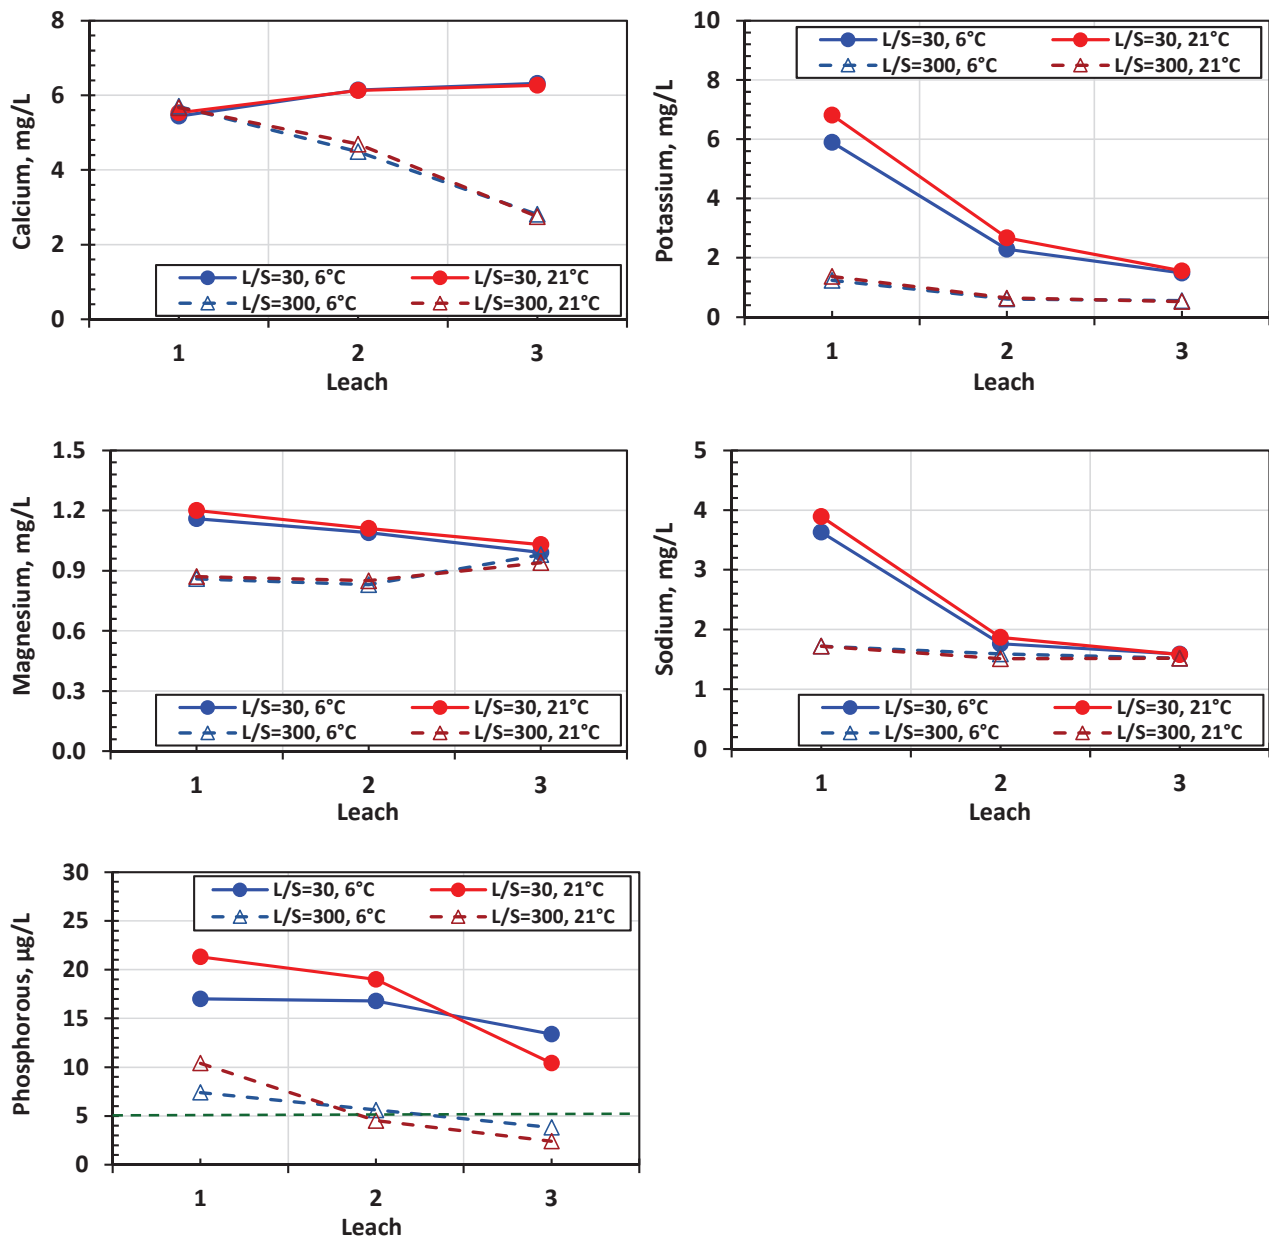 Calcium, mg/L
8
6
4
2
0
L/S=30, 6°C
L/S=30, 21°C
L/S=300, 6°C
L/S=300, 21°C
1 2 3
Leach
Potassium, mg/L
10
8
6
4
2
0
L/S=30, 6°C
L/S=30, 21°C
L/S=300, 6°C
L/S=300, 21°C
1 2 3
Leach
Magnesium, mg/L
1.5
1.2
0.9
0.6
0.3
0.0
L/S=30, 6°C
L/S=30, 21°C
L/S=300, 6°C
L/S=300, 21°C
1 2 3
Leach
Sodium, mg/L
5
4
3
2
1
0
L/S=30, 6°C
L/S=30, 21°C
L/S=300, 6°C
L/S=300, 21°C
1 2 3
Leach
Phosphorous, µg/L
30
25
20
15
10
5
0
L/S=30, 6°C
L/S=30, 21°C
L/S=300, 6°C
L/S=300, 21°C
1 2 3
Leach